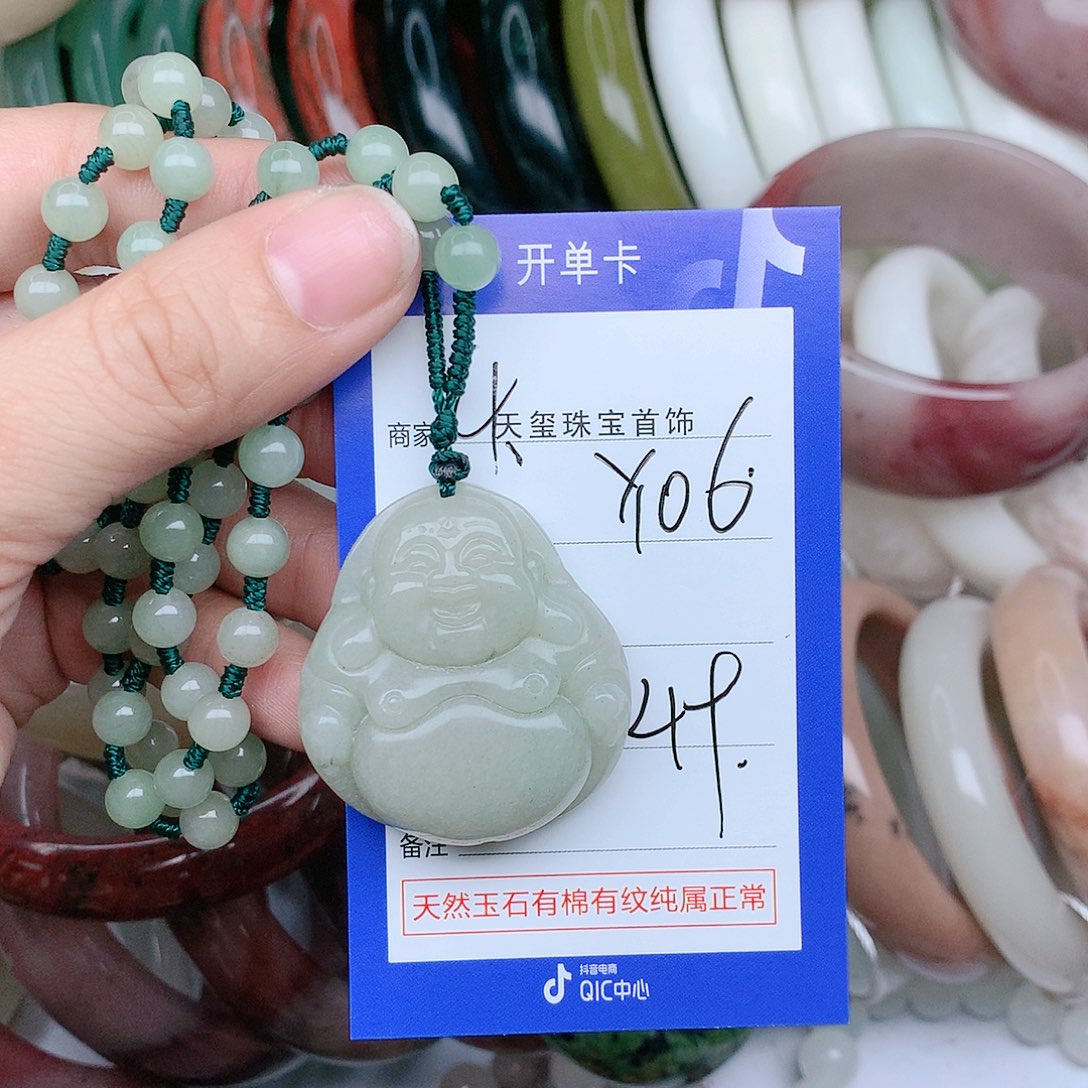 开单卡
商家 天玺珠宝首饰
Y06.
49.
备注
天然玉石有棉有纹纯属正常
抖音电商
QIC中心